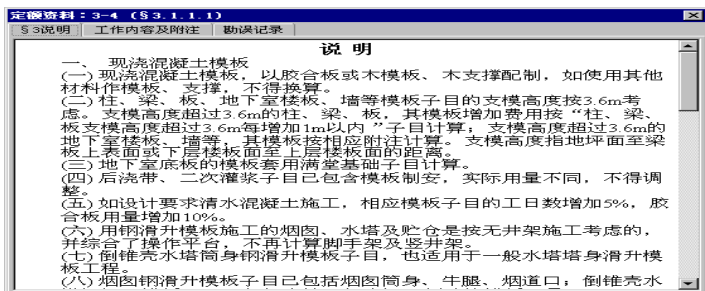 定额资料：3-4 (§3.1.1.1)
§3说明 工作内容及附注 勘误记录
说 明
一、 现浇混凝土模板
(一)现浇混凝土模板，以胶合板或木模板、木支撑配制，如使用其他
材料作模板、支撑，不得换算。
(二)柱、梁、板、地下室楼板、墙等模板子目的支模高度按3.6m考
虑。支模高度超过3.6m的柱、梁、板，其模板增加费用按“柱、梁、
板支模高度超过3.6m每增加1m以内”子目计算；支模高度超过3.6m的
地下室楼板、墙等，其模板按相应附注计算。支模高度指地坪面至梁
板上表面或下层楼板面至上层楼板面的距离。
(三)地下室底板的模板套用满堂基础子目计算。
(四)后浇带、二次灌浆子目已包含模板制安，实际用量不同，不得调
整。
(五)如设计要求清水混凝土施工，相应模板子目的工日数增加5%，胶
合板用量增加10%。
(六)用钢滑升模板施工的烟囱、水塔及贮仓是按无井架施工考虑的，
并综合了操作平台，不再计算脚手架及竖井架。
(七)倒锥壳水塔筒身钢滑升模板子目，也适用于一般水塔塔身滑升模
板工程。
(八)烟囱钢滑升模板子目已包括烟囱筒身、牛腿、烟道口；倒锥壳水